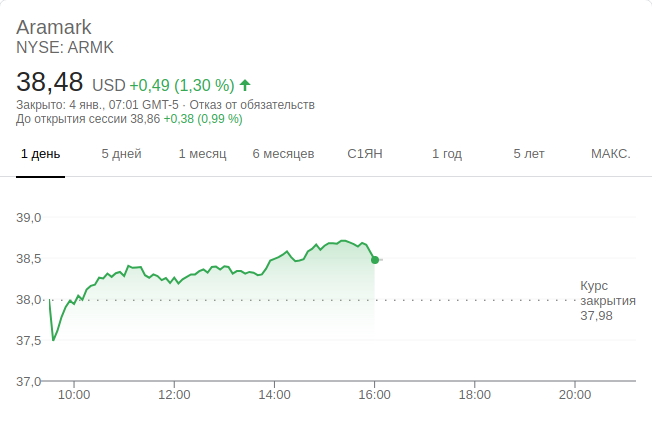 Aramark
NYSE: ARMK
38,48 USD +0,49 (1,30 %)
Закрыто: 4 янв., 07:01 GMT-5 · Отказ от обязательств
До открытия сессии 38,86 +0,38 (0,99 %)
1 день 5 дней 1 месяц 6 месяцев С1ЯН 1 год 5 лет МАКС.
39,0
38,5
38,0
37,5
37,0
Курс
закрытия
37,98
10:00 12:00 14:00 16:00 18:00 20:00